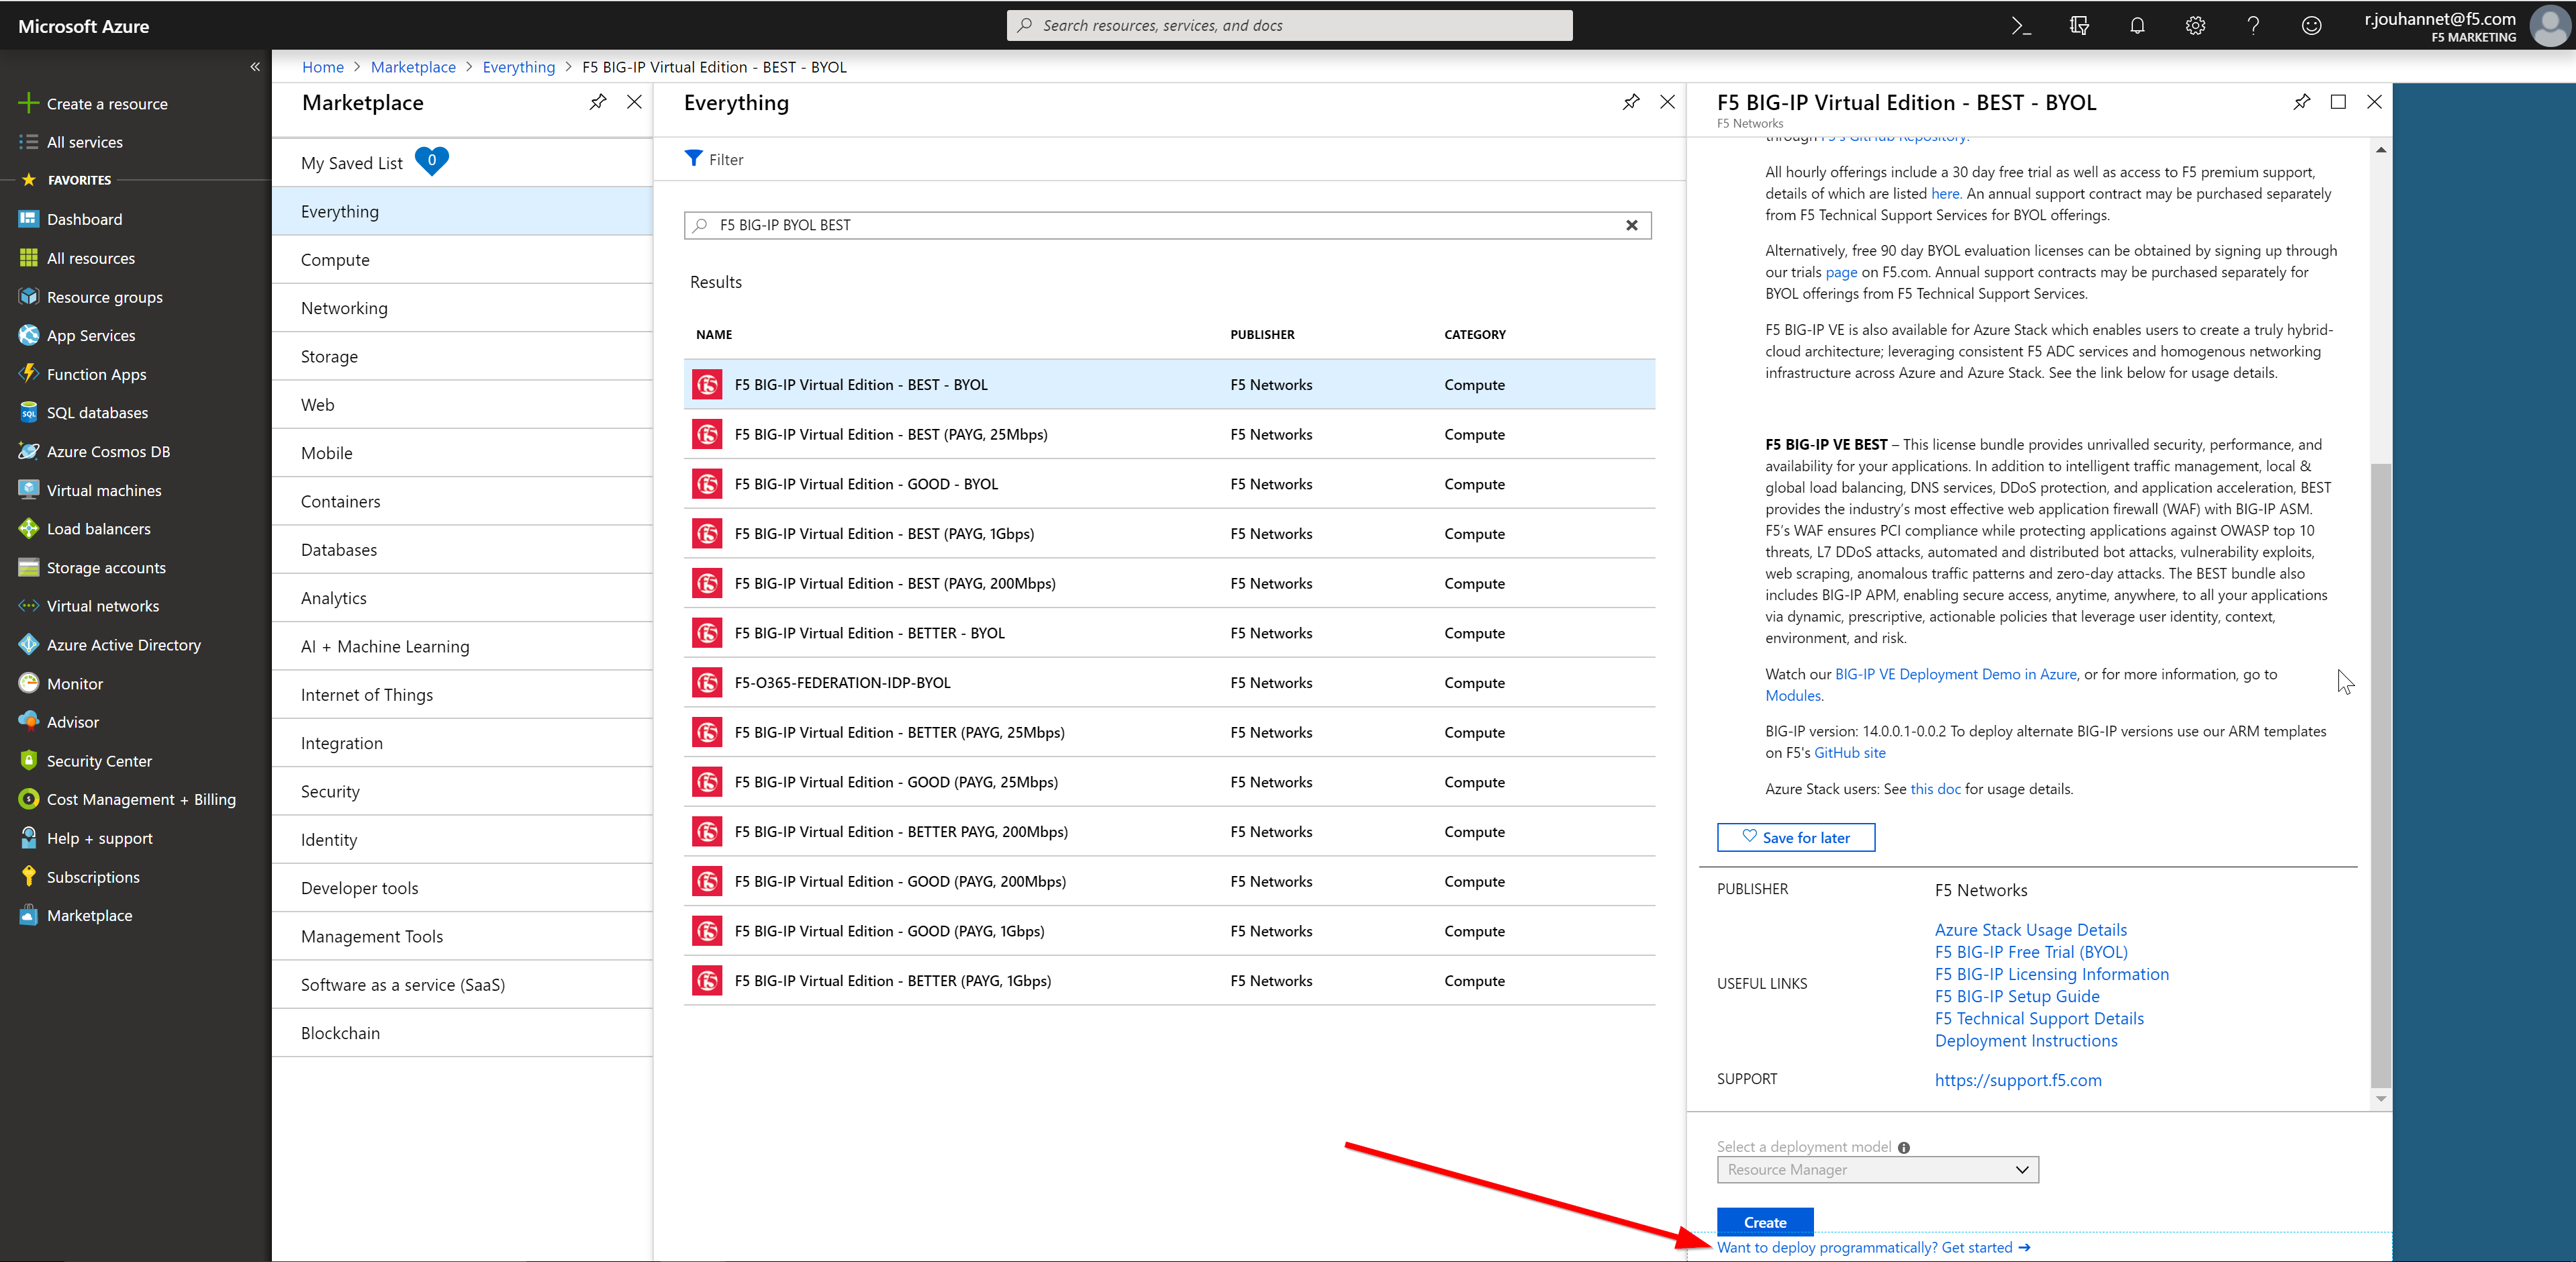 Microsoft Azure
Search resources, services, and docs
r.jouhannet@f5.com
F5 MARKETING
Create a resource
All services
FAVORITES
Dashboard
All resources
Resource groups
App Services
Function Apps
SQL databases
Azure Cosmos DB
Virtual machines
Load balancers
Storage accounts
Virtual networks
Azure Active Directory
Monitor
Advisor
Security Center
Cost Management + Billing
Help + support
Subscriptions
Marketplace
Home > Marketplace > Everything > F5 BIG-IP Virtual Edition - BEST - BYOL
Marketplace
My Saved List 0
Everything
Compute
Networking
Storage
Web
Mobile
Containers
Databases
Analytics
AI + Machine Learning
Internet of Things
Integration
Security
Identity
Developer tools
Management Tools
Software as a service (SaaS)
Blockchain
Everything
Filter
F5 BIG-IP BYOL BEST
Results
NAME PUBLISHER CATEGORY
F5 BIG-IP Virtual Edition - BEST - BYOL F5 Networks Compute
F5 BIG-IP Virtual Edition - BEST (PAYG, 25Mbps) F5 Networks Compute
F5 BIG-IP Virtual Edition - GOOD - BYOL F5 Networks Compute
F5 BIG-IP Virtual Edition - BEST (PAYG, 1Gbps) F5 Networks Compute
F5 BIG-IP Virtual Edition - BEST (PAYG, 200Mbps) F5 Networks Compute
F5 BIG-IP Virtual Edition - BETTER - BYOL F5 Networks Compute
F5-O365-FEDERATION-IDP-BYOL F5 Networks Compute
F5 BIG-IP Virtual Edition - BETTER (PAYG, 25Mbps) F5 Networks Compute
F5 BIG-IP Virtual Edition - GOOD (PAYG, 25Mbps) F5 Networks Compute
F5 BIG-IP Virtual Edition - BETTER PAYG, 200Mbps) F5 Networks Compute
F5 BIG-IP Virtual Edition - GOOD (PAYG, 200Mbps) F5 Networks Compute
F5 BIG-IP Virtual Edition - GOOD (PAYG, 1Gbps) F5 Networks Compute
F5 BIG-IP Virtual Edition - BETTER (PAYG, 1Gbps) F5 Networks Compute
F5 BIG-IP Virtual Edition - BEST - BYOL
F5 Networks
through F5's GitHub Repository.
All hourly offerings include a 30 day free trial as well as access to F5 premium support,
details of which are listed here. An annual support contract may be purchased separately
from F5 Technical Support Services for BYOL offerings.
Alternatively, free 90 day BYOL evaluation licenses can be obtained by signing up through
our trials page on F5.com. Annual support contracts may be purchased separately for
BYOL offerings from F5 Technical Support Services.
F5 BIG-IP VE is also available for Azure Stack which enables users to create a truly hybrid-
cloud architecture; leveraging consistent F5 ADC services and homogenous networking
infrastructure across Azure and Azure Stack. See the link below for usage details.
F5 BIG-IP VE BEST – This license bundle provides unrivalled security, performance, and
availability for your applications. In addition to intelligent traffic management, local &
global load balancing, DNS services, DDoS protection, and application acceleration, BEST
provides the industry's most effective web application firewall (WAF) with BIG-IP ASM.
F5's WAF ensures PCI compliance while protecting applications against OWASP top 10
threats, L7 DDoS attacks, automated and distributed bot attacks, vulnerability exploits,
web scraping, anomalous traffic patterns and zero-day attacks. The BEST bundle also
includes BIG-IP APM, enabling secure access, anytime, anywhere, to all your applications
via dynamic, prescriptive, actionable policies that leverage user identity, context,
environment, and risk.
Watch our BIG-IP VE Deployment Demo in Azure, or for more information, go to
Modules.
BIG-IP version: 14.0.0.1-0.0.2 To deploy alternate BIG-IP versions use our ARM templates
on F5's GitHub site
Azure Stack users: See this doc for usage details.
Save for later
PUBLISHER F5 Networks
USEFUL LINKS
Azure Stack Usage Details
F5 BIG-IP Free Trial (BYOL)
F5 BIG-IP Licensing Information
F5 BIG-IP Setup Guide
F5 Technical Support Details
Deployment Instructions
SUPPORT https://support.f5.com
Select a deployment model
Resource Manager
Create
Want to deploy programmatically? Get started →